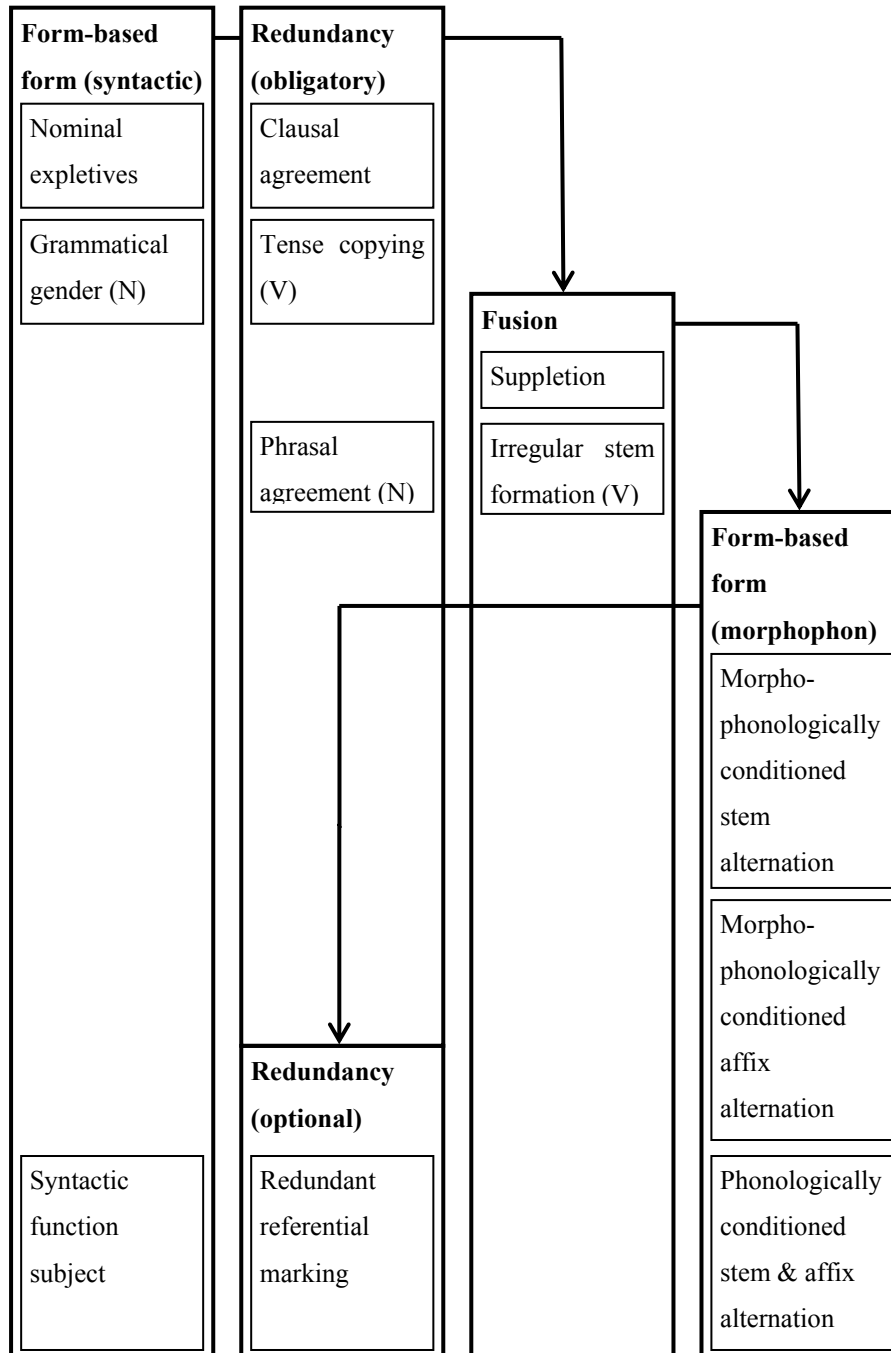 Form-based
form (syntactic)
Nominal
expletives
Grammatical
gender (N)
Syntactic
function
subject
Redundancy
(obligatory)
Clausal
agreement
Tense copying
(V)
Phrasal
agreement (N)
Redundancy
(optional)
Redundant
referential
marking
Fusion
Suppletion
Irregular stem
formation (V)
Form-based
form
(morphophon)
Morpho-
phonologically
conditioned
stem
alternation
Morpho-
phonologically
conditioned
affix
alternation
Phonologically
conditioned
stem & affix
alternation